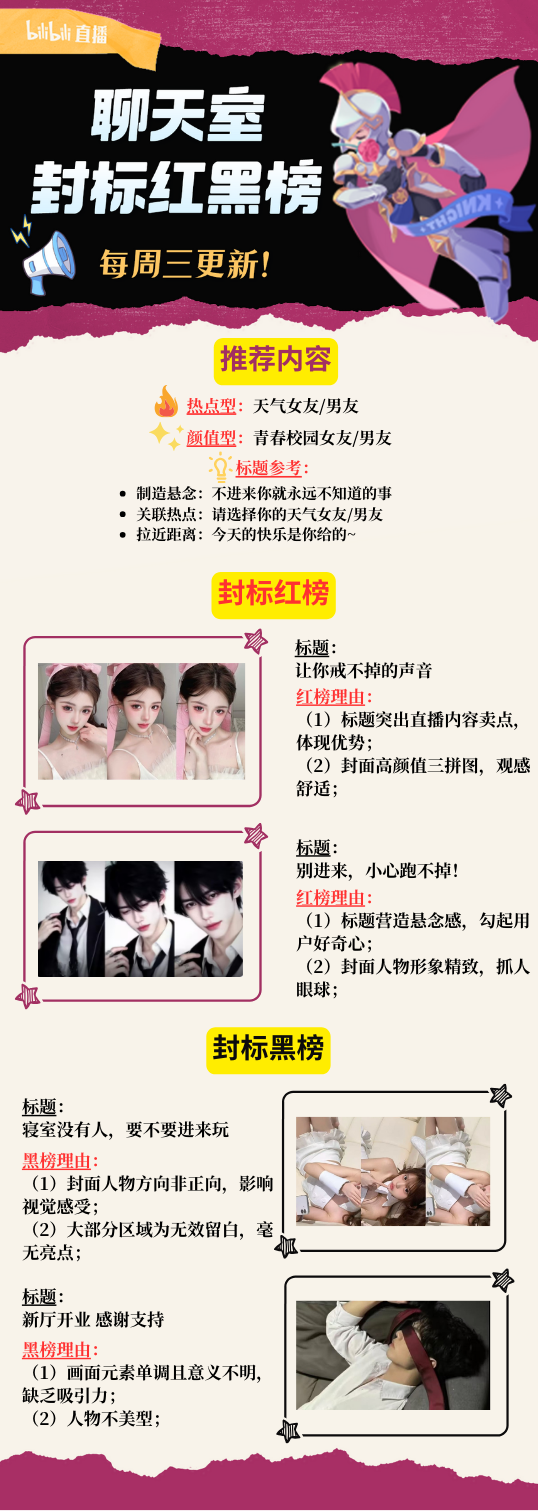 bilibili 直播
聊天室
封标红黑榜
每周三更新！
KNIGHT
推荐内容
热点型：天气女友/男友
颜值型：青春校园女友/男友
标题参考：
制造悬念：不进来你就永远不知道的事
关联热点：请选择你的天气女友/男友
拉近距离：今天的快乐是你给的~
封标红榜
标题：
让你戒不掉的声音
红榜理由：
（1）标题突出直播内容卖点，
体现优势；
（2）封面高颜值三拼图，观感
舒适；
标题：
别进来，小心跑不掉！
红榜理由：
（1）标题营造悬念感，勾起用
户好奇心；
（2）封面人物形象精致，抓人
眼球；
封标黑榜
标题：
寝室没有人，要不要进来玩
黑榜理由：
（1）封面人物方向非正向，影响
视觉感受；
（2）大部分区域为无效留白，毫
无亮点；
标题：
新厅开业 感谢支持
黑榜理由：
（1）画面元素单调且意义不明，
缺乏吸引力；
（2）人物不美型；